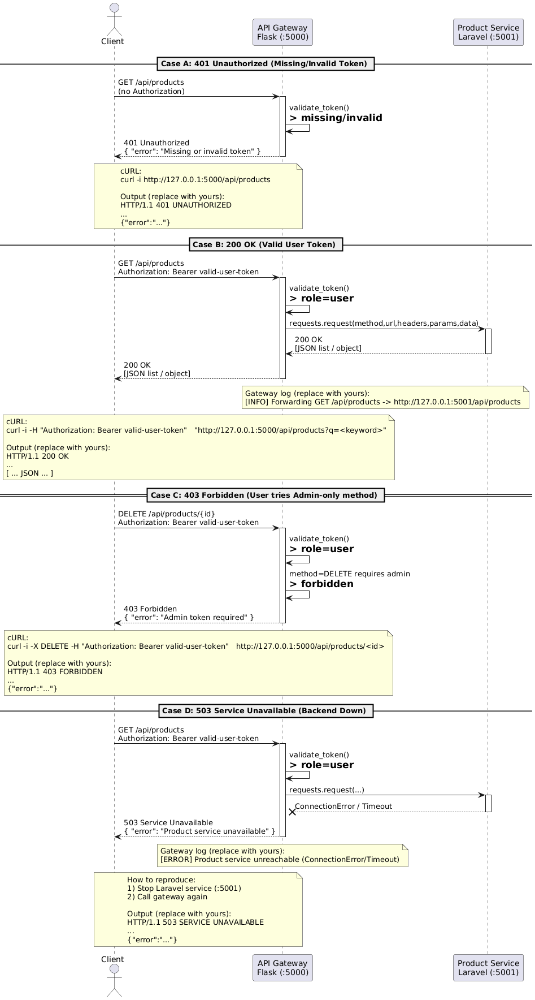 Client
API Gateway
Flask (:5000)
Product Service
Laravel (:5001)
Case A: 401 Unauthorized (Missing/Invalid Token)
GET /api/products
(no Authorization)
validate_token()
> missing/invalid
401 Unauthorized
{ "error": "Missing or invalid token" }
cURL:
curl -i http://127.0.0.1:5000/api/products
Output (replace with yours):
HTTP/1.1 401 UNAUTHORIZED
...
{"error":"..."}
Case B: 200 OK (Valid User Token)
GET /api/products
Authorization: Bearer valid-user-token
validate_token()
> role=user
requests.request(method,url,headers,params,data)
200 OK
[JSON list / object]
200 OK
[JSON list / object]
Gateway log (replace with yours):
[INFO] Forwarding GET /api/products -> http://127.0.0.1:5001/api/products
cURL:
curl -i -H "Authorization: Bearer valid-user-token"   "http://127.0.0.1:5000/api/products?q=<keyword>"
Output (replace with yours):
HTTP/1.1 200 OK
...
[ ... JSON ... ]
Case C: 403 Forbidden (User tries Admin-only method)
DELETE /api/products/{id}
Authorization: Bearer valid-user-token
validate_token()
> role=user
method=DELETE requires admin
> forbidden
403 Forbidden
{ "error": "Admin token required" }
cURL:
curl -i -X DELETE -H "Authorization: Bearer valid-user-token"   http://127.0.0.1:5000/api/products/<id>
Output (replace with yours):
HTTP/1.1 403 FORBIDDEN
...
{"error":"..."}
Case D: 503 Service Unavailable (Backend Down)
GET /api/products
Authorization: Bearer valid-user-token
validate_token()
> role=user
requests.request(...)
ConnectionError / Timeout
503 Service Unavailable
{ "error": "Product service unavailable" }
Gateway log (replace with yours):
[ERROR] Product service unreachable (ConnectionError/Timeout)
How to reproduce:
1) Stop Laravel service (:5001)
2) Call gateway again
Output (replace with yours):
HTTP/1.1 503 SERVICE UNAVAILABLE
...
{"error":"..."}
Client
API Gateway
Flask (:5000)
Product Service
Laravel (:5001)